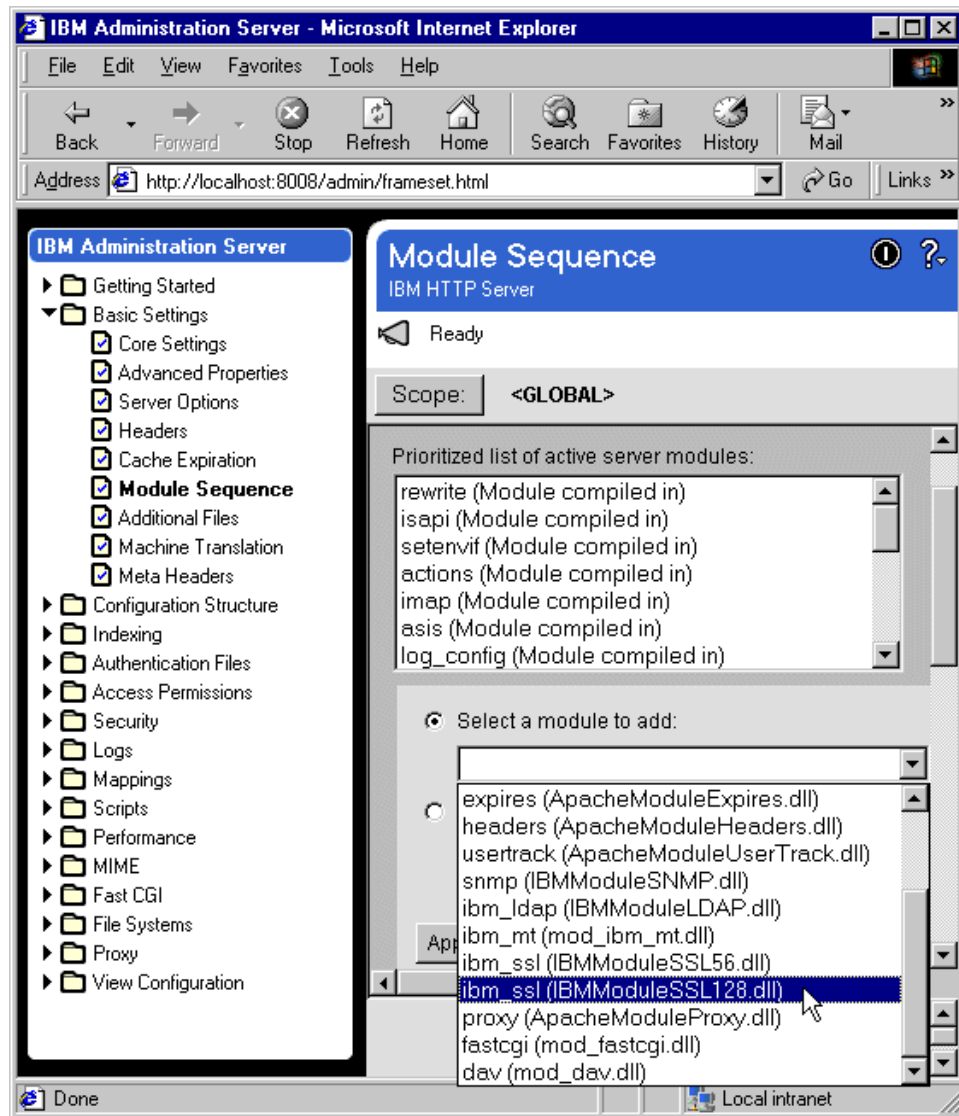 IBM Administration Server - Microsoft Internet Explorer
File Edit View Favorites Tools Help
Back Forward Stop Refresh Home Search Favorites History Mail »
Address http://localhost:8008/admin/frameset.html Go Links »
IBM Administration Server
Getting Started
Basic Settings
Core Settings
Advanced Properties
Server Options
Headers
Cache Expiration
Module Sequence
Additional Files
Machine Translation
Meta Headers
Configuration Structure
Indexing
Authentication Files
Access Permissions
Security
Logs
Mappings
Scripts
Performance
MIME
Fast CGI
File Systems
Proxy
View Configuration
Module Sequence
IBM HTTP Server
Ready
Scope: <GLOBAL>
Prioritized list of active server modules:
rewrite (Module compiled in)
isapi (Module compiled in)
setenvif (Module compiled in)
actions (Module compiled in)
imap (Module compiled in)
asis (Module compiled in)
log_config (Module compiled in)
Select a module to add:
expires (ApacheModuleExpires.dll)
headers (ApacheModuleHeaders.dll)
usertrack (ApacheModuleUserTrack.dll)
snmp (IBMModuleSNMP.dll)
ibm_ldap (IBMModuleLDAP.dll)
ibm_mt (mod_ibm_mt.dll)
ibm_ssl (IBMModuleSSL56.dll)
ibm_ssl (IBMModuleSSL128.dll)
proxy (ApacheModuleProxy.dll)
fastcgi (mod_fastcgi.dll)
dav (mod_dav.dll)
Done Local intranet